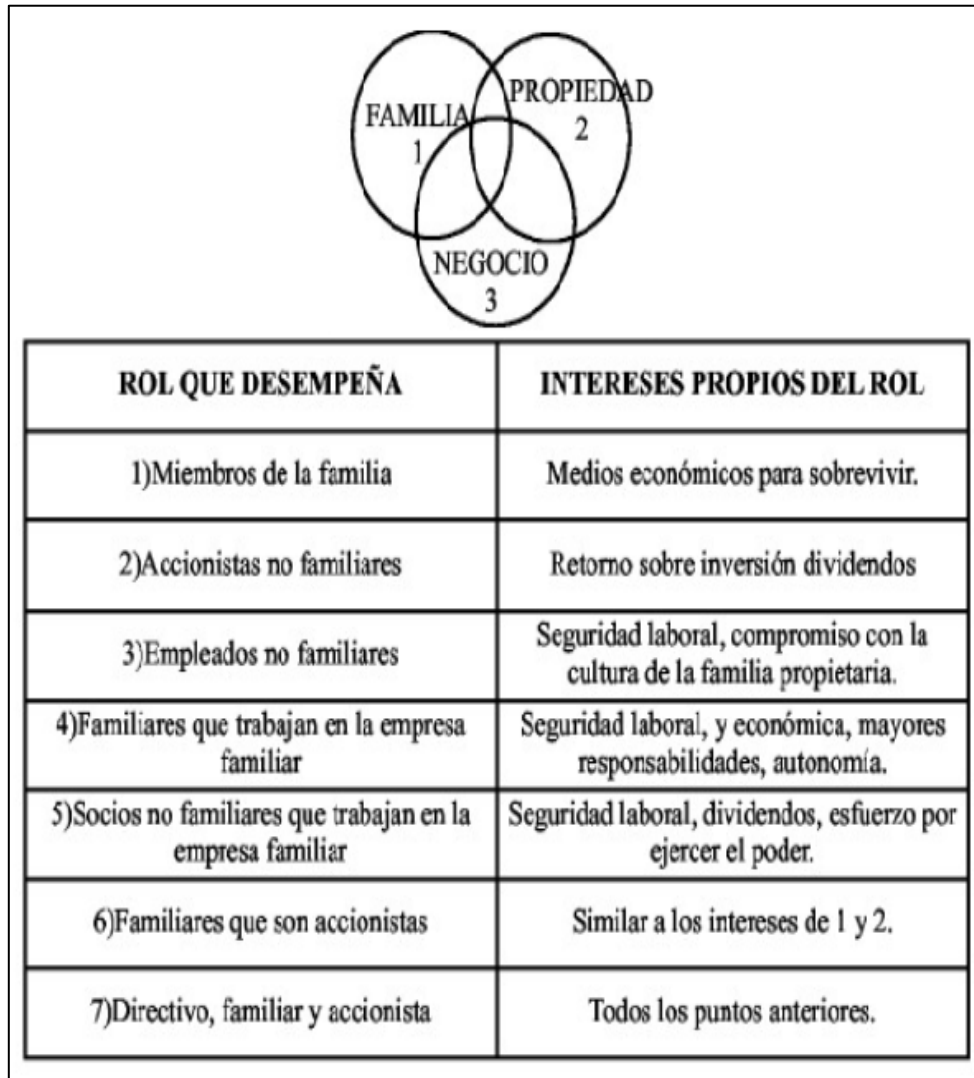 FAMILIA
1
PROPIEDAD
2
NEGOCIO
3
ROL QUE DESEMPEÑA
INTERESES PROPIOS DEL ROL
1)Miembros de la familia
Medios económicos para sobrevivir.
2)Accionistas no familiares
Retorno sobre inversión dividendos
3)Empleados no familiares
Seguridad laboral, compromiso con la
cultura de la familia propietaria.
4)Familiares que trabajan en la empresa
familiar
Seguridad laboral, y económica, mayores
responsabilidades, autonomía.
5)Socios no familiares que trabajan en la
empresa familiar
Seguridad laboral, dividendos, esfuerzo por
ejercer el poder.
6)Familiares que son accionistas
Similar a los intereses de 1 y 2.
7)Directivo, familiar y accionista
Todos los puntos anteriores.